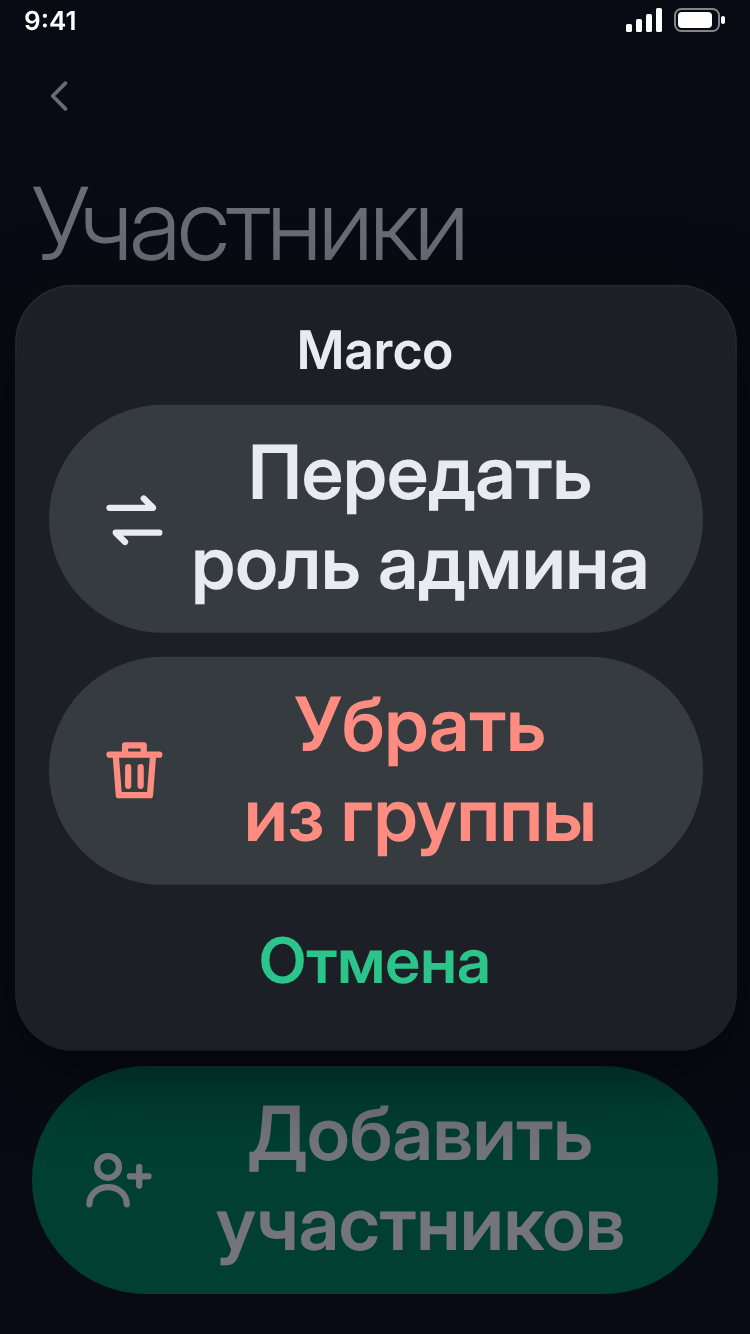 9:41
Участники
Marco
Передать
роль админа
Убрать
из группы
Отмена
Добавить
участников